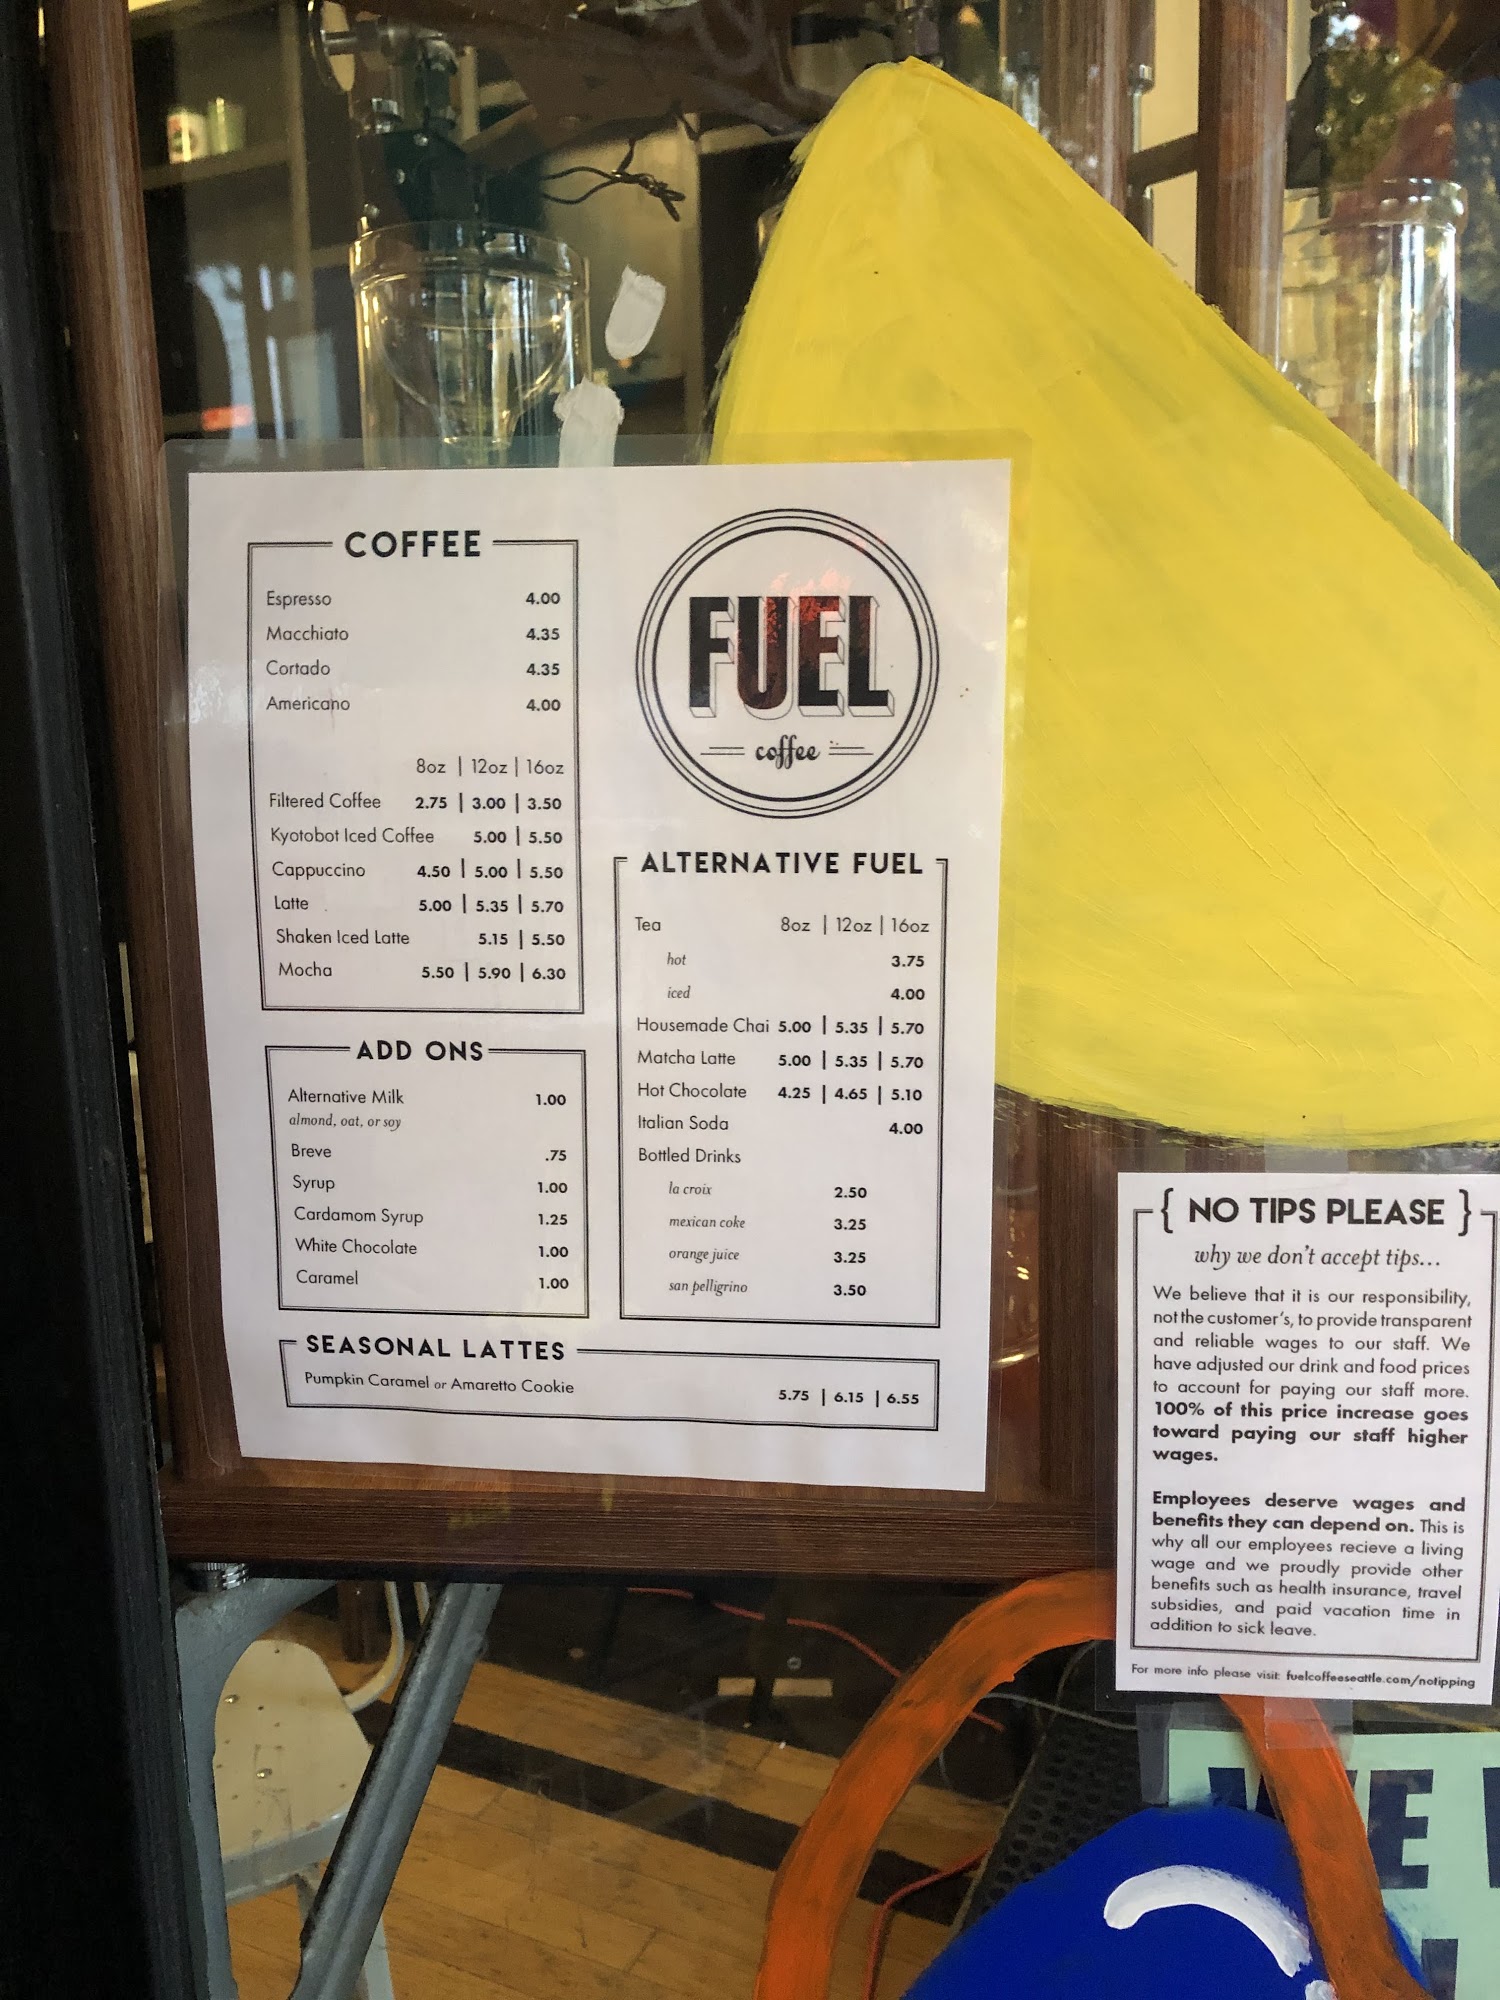 COFFEE
Espresso 4.00
Macchiato 4.35
Cortado 4.35
Americano 4.00
8oz | 12oz | 16oz
Filtered Coffee 2.75 | 3.00 | 3.50
Kyotobot Iced Coffee 5.00 | 5.50
Cappuccino 4.50 | 5.00 | 5.50
Latte 5.00 | 5.35 | 5.70
Shaken Iced Latte 5.15 | 5.50
Mocha 5.50 | 5.90 | 6.30
ADD ONS
Alternative Milk 1.00
almond, oat, or soy
Breve .75
Syrup 1.00
Cardamom Syrup 1.25
White Chocolate 1.00
Caramel 1.00
FUEL
coffee
ALTERNATIVE FUEL
Tea 8oz | 12oz | 16oz
hot 3.75
iced 4.00
Housemade Chai 5.00 | 5.35 | 5.70
Matcha Latte 5.00 | 5.35 | 5.70
Hot Chocolate 4.25 | 4.65 | 5.10
Italian Soda 4.00
Bottled Drinks
la croix 2.50
mexican coke 3.25
orange juice 3.25
san pelligrino 3.50
SEASONAL LATTES
Pumpkin Caramel or Amaretto Cookie 5.75 | 6.15 | 6.55
{ NO TIPS PLEASE }
why we don't accept tips...
We believe that it is our responsibility,
not the customer's, to provide transparent
and reliable wages to our staff. We
have adjusted our drink and food prices
to account for paying our staff more.
100% of this price increase goes
toward paying our staff higher
wages.
Employees deserve wages and
benefits they can depend on. This is
why all our employees recieve a living
wage and we proudly provide other
benefits such as health insurance, travel
subsidies, and paid vacation time in
addition to sick leave.
For more info please visit: fuelcoffeeseattle.com/notipping
WE